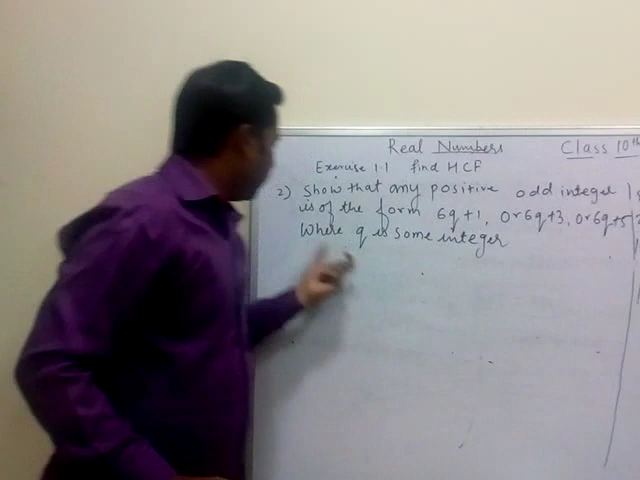 Real Numbers Class 10th
Exercise 1.1 find HCF
2) Show that any positive odd integer
is of the form 6q+1, or 6q+3, or 6q+5
Where q is some integer